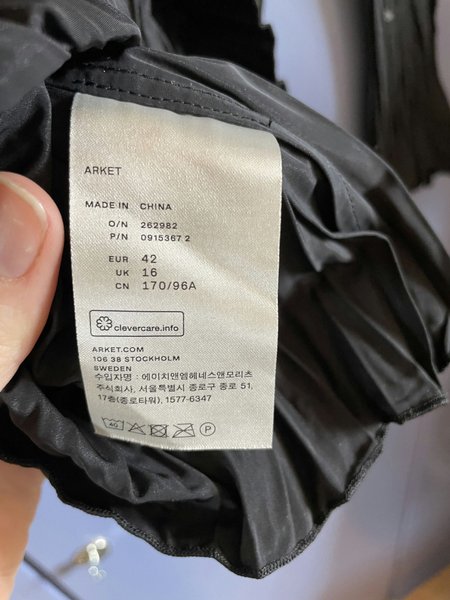 ARKET
MADE IN CHINA
O/N 262982
P/N 0915367 2
EUR 42
UK 16
CN 170/96A
clevercare.info
ARKET.COM
106 38 STOCKHOLM
SWEDEN
수입자명 : 에이치앤엠헤네스앤모리츠
주식회사, 서울특별시 종로구 종로 51,
17층(종로타워), 1577-6347
40 P